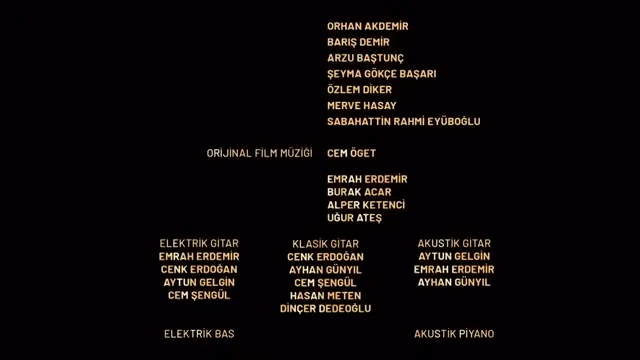 ORHAN AKDEMİR
BARIŞ DEMİR
ARZU BAŞTUNÇ
ŞEYMA GÖKÇE BAŞARI
ÖZLEM DİKER
MERVE HASAY
SABAHATTİN RAHMİ EYÜBOĞLU
ORİJİNAL FİLM MÜZİĞİ CEM ÖGET
EMRAH ERDEMİR
BURAK ACAR
ALPER KETENCİ
UĞUR ATEŞ
ELEKTRİK GİTAR KLASİK GİTAR AKUSTİK GİTAR
EMRAH ERDEMİR CENK ERDOĞAN AYTUN GELGİN
CENK ERDOĞAN AYHAN GÜNYIL EMRAH ERDEMİR
AYTUN GELGİN CEM ŞENGÜL AYHAN GÜNYIL
CEM ŞENGÜL HASAN METEN
DİNÇER DEDEOĞLU
ELEKTRİK BAS AKUSTİK PİYANO